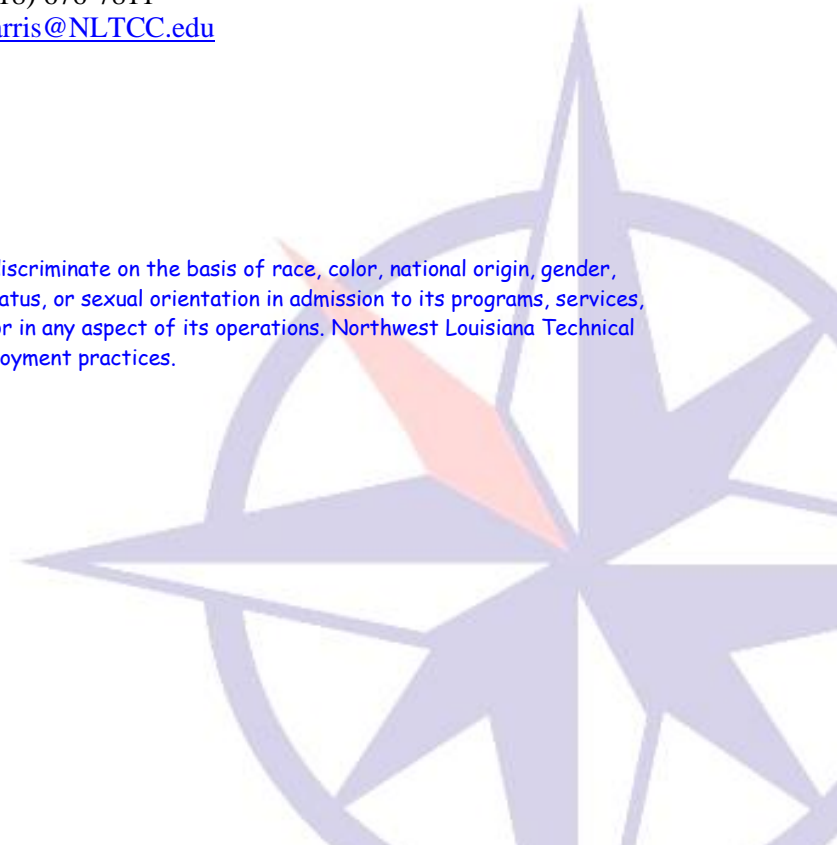 arris@NLTCC.edu
discriminate on the basis of race, color, national origin, gender,
atus, or sexual orientation in admission to its programs, services,
or in any aspect of its operations. Northwest Louisiana Technical
oyment practices.